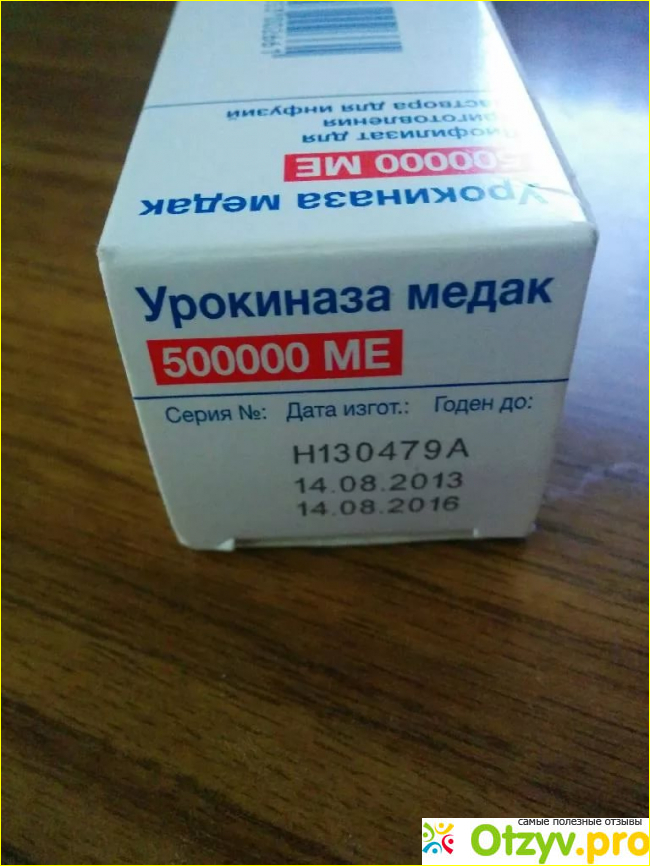 раствора для инфузий
приготовления
Лиофилизат для
500000 МЕ
Урокиназа медак
Урокиназа медак
500000 МЕ
Серия №: Дата изгот.: Годен до:
H130479A
14.08.2013
14.08.2016
самые полезные отзывы
Otzyv.pro